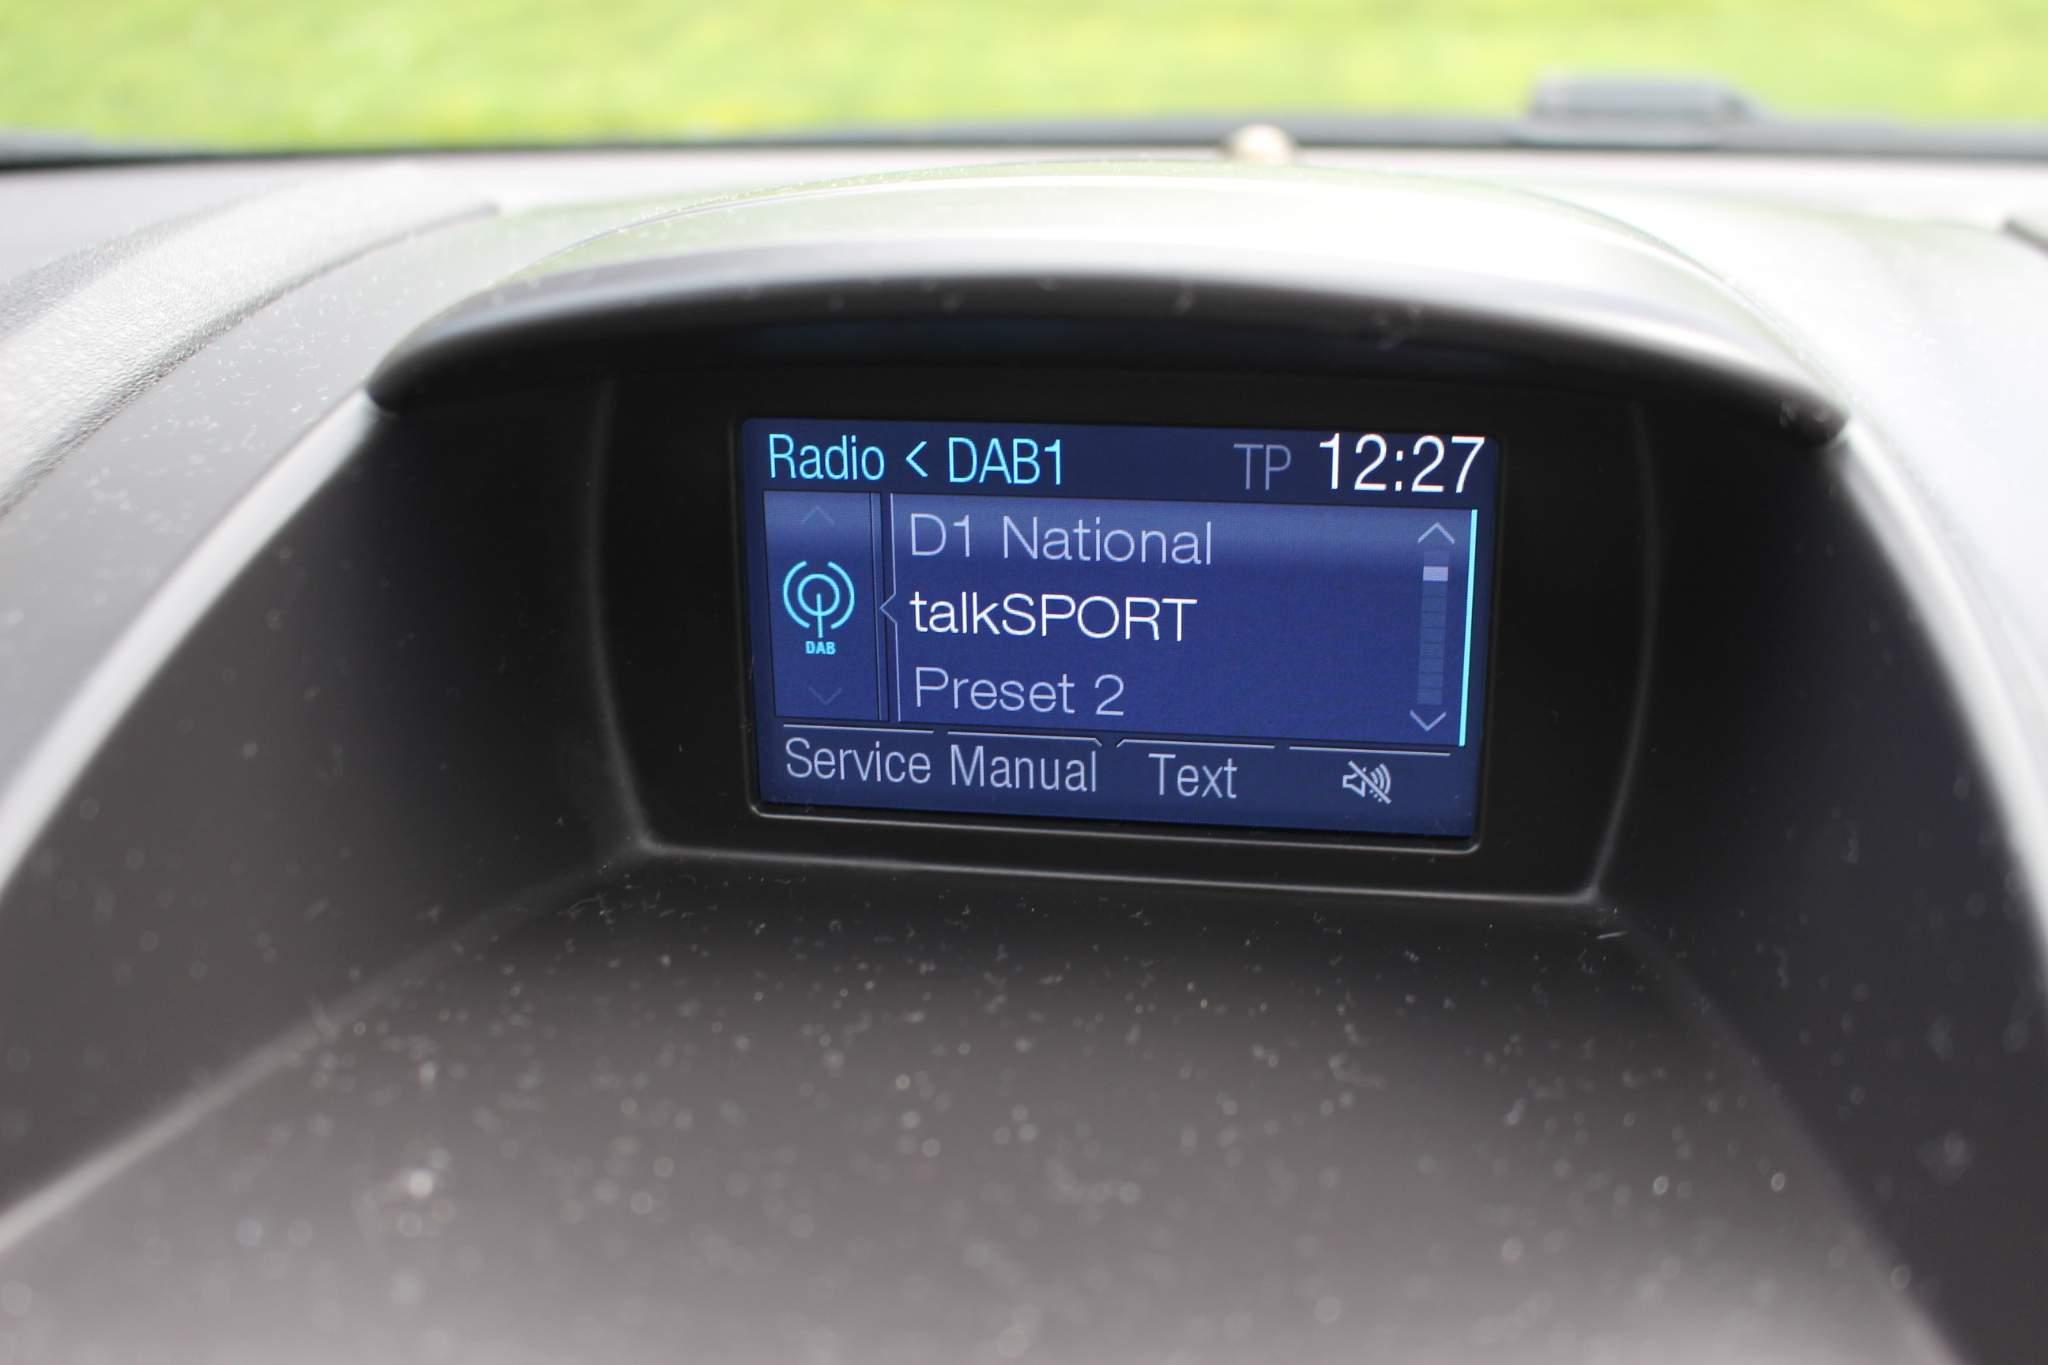 Radio < DAB1 TP 12:27
D1 National
talkSPORT
DAB
Preset 2
Service Manual Text